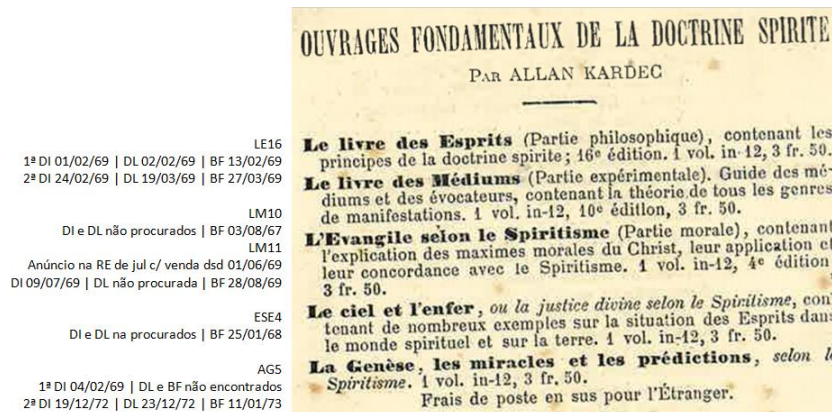 LE16
1ª DI 01/02/69 | DL 02/02/69 | BF 13/02/69
2ª DI 24/02/69 | DL 19/03/69 | BF 27/03/69
LM10
DI e DL não procurados | BF 03/08/67
LM11
Anúncio na RE de jul c/ venda dsd 01/06/69
DI 09/07/69 | DL não procurada | BF 28/08/69
ESE4
DI e DL na procurados | BF 25/01/68
AG5
1ª DI 04/02/69 | DL e BF não encontrados
2ª DI 19/12/72 | DL 23/12/72 | BF 11/01/73
OUVRAGES FONDAMENTAUX DE LA DOCTRINE SPIRITE
PAR ALLAN KARDEC
Le livre des Esprits (Partie philosophique), contenant les
principes de la doctrine spirite; 16e édition. 1 vol. in-12, 3 fr. 50.
Le livre des Médiums (Partie expérimentale). Guide des mé-
diums et des évocateurs, contenant la théorie de tous les genres
de manifestations. 1 vol. in-12, 10e édition, 3 fr. 50.
L'Evangile selon le Spiritisme (Partie morale), contenant
l'explication des maximes morales du Christ, leur application et
leur concordance avec le Spiritisme. 1 vol. in-12, 4e édition
3 fr. 50.
Le ciel et l'enfer, ou la justice divine selon le Spiritisme, con
tenant de nombreux exemples sur la situation des Esprits dans
le monde spirituel et sur la terre. 1 vol. in-12, 3 fr. 50.
La Genèse, les miracles et les prédictions, selon le
Spiritisme. 1 vol. in-12, 3 fr. 50.
Frais de poste en sus pour l'Étranger.